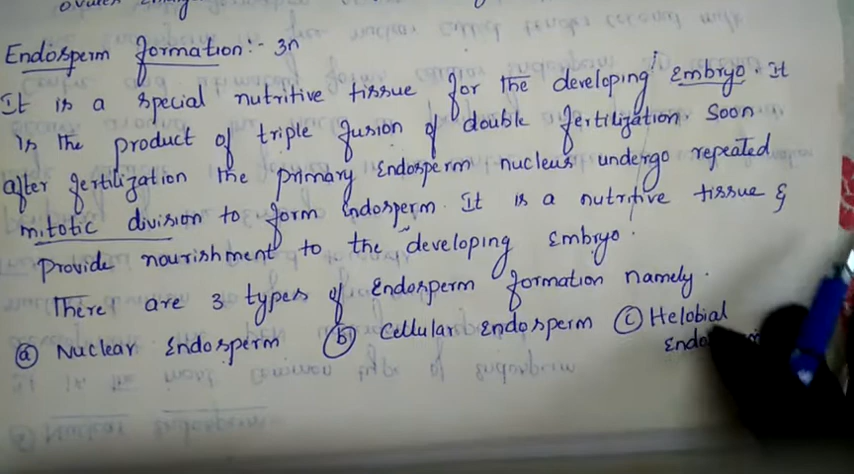 Endosperm formation:- 3n
It is a special nutritive tissue for the developing embryo. It
is the product of triple fusion of double fertilization. Soon
after fertilization the primary Endosperm nucleus undergo repeated
mitotic division to form Endosperm. It is a nutritive tissue &
Provide nourishment to the developing Embryo.
There are 3 types of Endosperm formation namely.
(a) Nuclear Endosperm (b) Cellular Endosperm (c) Helobial